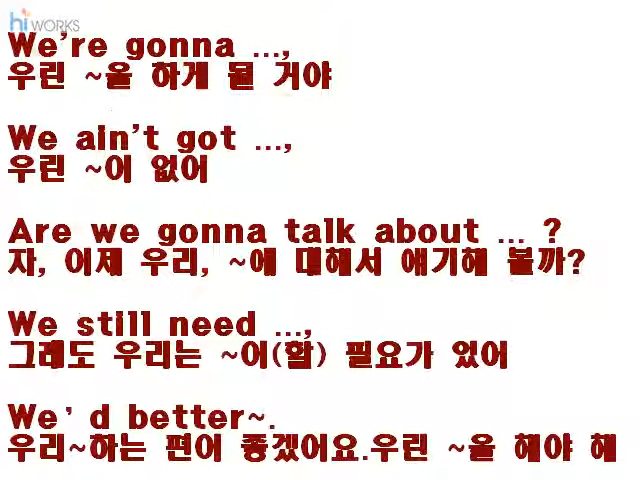 hiWORKS
We're gonna ...,
우린 ~을 하게 될 거야
We ain't got ...,
우린 ~이 없어
Are we gonna talk about ... ?
자, 이제 우리, ~에 대해서 얘기해 볼까?
We still need ...,
그래도 우리는 ~이(할) 필요가 있어
We' d better~.
우리~하는 편이 좋겠어요.우린 ~을 해야 해